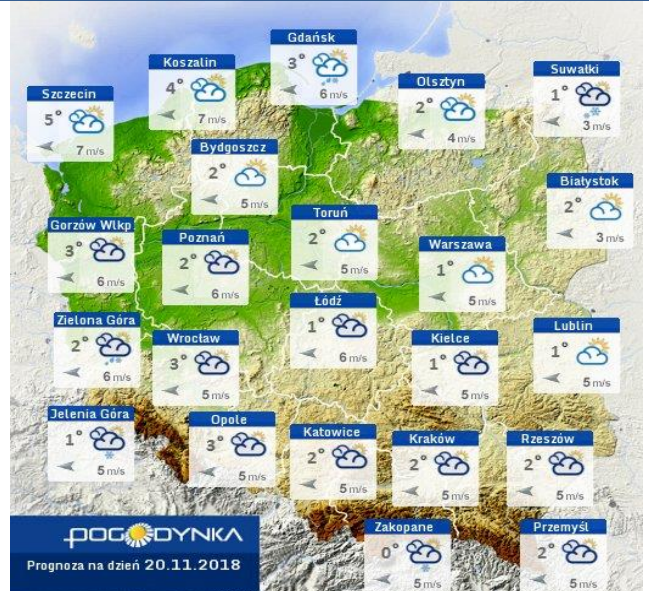 Gdańsk
3°
6 m/s
Koszalin
4°
7 m/s
Suwałki
1°
3 m/s
Olsztyn
2°
4 m/s
Szczecin
5°
7 m/s
Bydgoszcz
2°
5 m/s
Białystok
2°
3 m/s
Toruń
2°
5 m/s
Gorzów Wlkp
3°
6 m/s
Poznań
2°
6 m/s
Warszawa
1°
5 m/s
Łódź
1°
6 m/s
Zielona Góra
2°
6 m/s
Wrocław
3°
5 m/s
Kielce
1°
5 m/s
Lublin
1°
5 m/s
Jelenia Góra
1°
5 m/s
Opole
3°
5 m/s
Katowice
2°
5 m/s
Kraków
2°
5 m/s
Rzeszów
2°
5 m/s
Zakopane
0°
5 m/s
Przemyśl
2°
5 m/s
POGODYNKA
Prognoza na dzień 20.11.2018